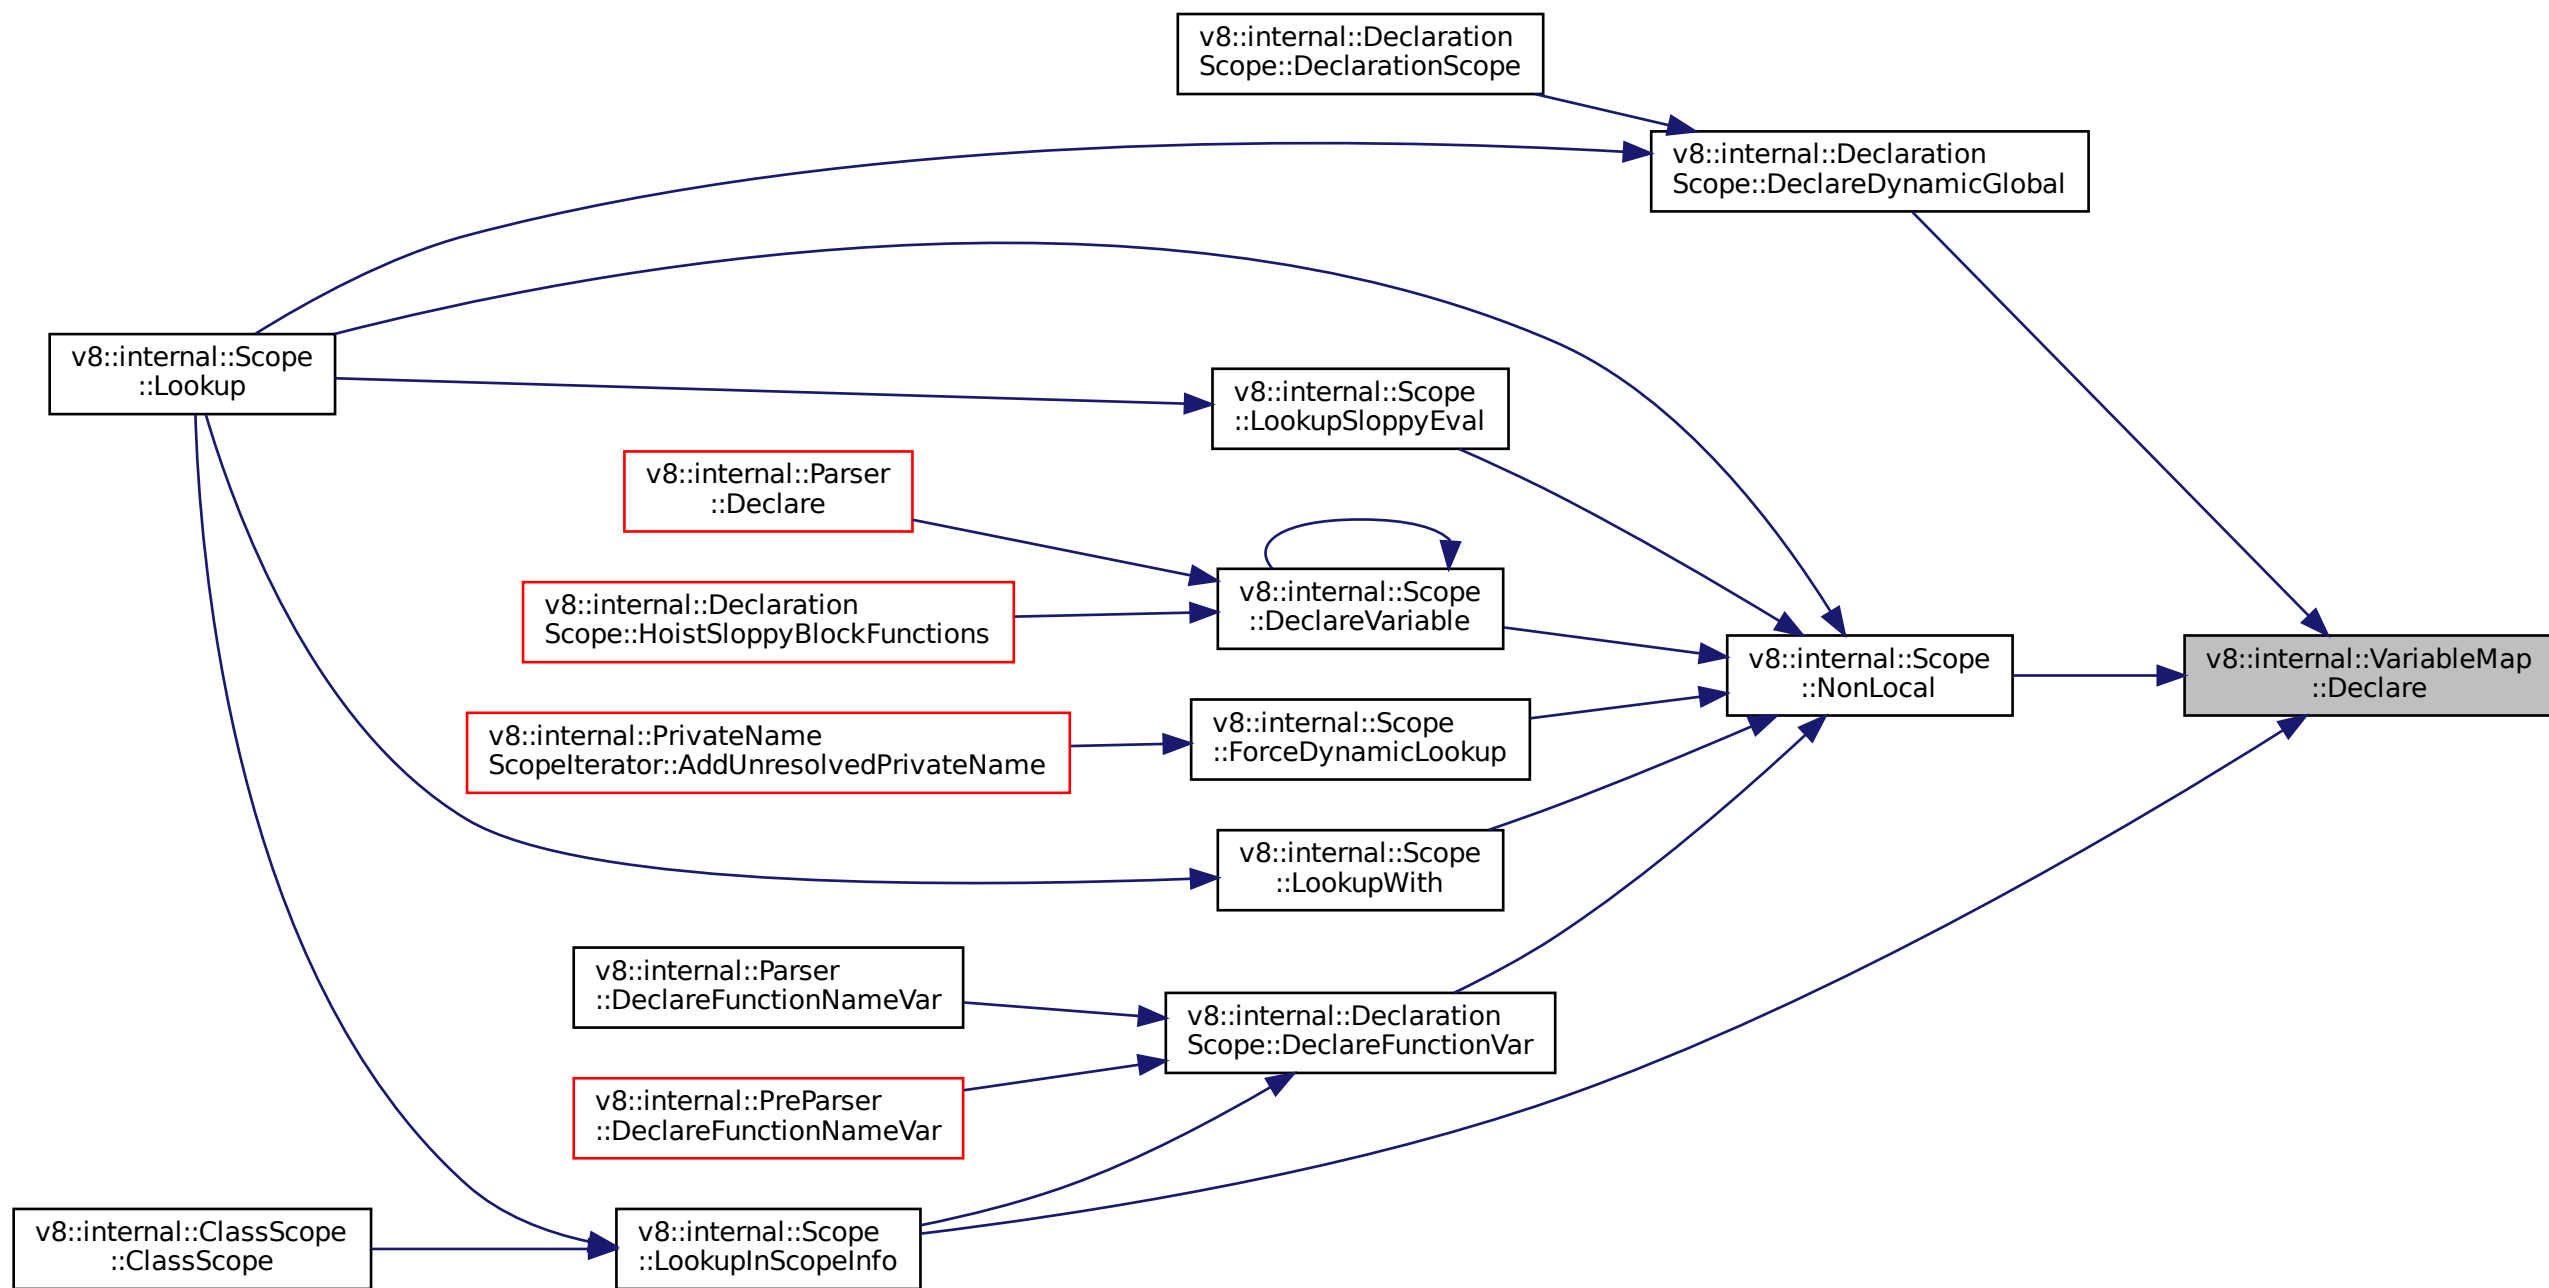 v8::internal::Declaration
Scope::DeclarationScope
v8::internal::Declaration
Scope::DeclareDynamicGlobal
v8::internal::Scope
::Lookup
v8::internal::Scope
::LookupSloppyEval
v8::internal::Parser
::Declare
v8::internal::Declaration
Scope::HoistSloppyBlockFunctions
v8::internal::Scope
::DeclareVariable
v8::internal::Scope
::NonLocal
v8::internal::VariableMap
::Declare
v8::internal::PrivateName
ScopeIterator::AddUnresolvedPrivateName
v8::internal::Scope
::ForceDynamicLookup
v8::internal::Scope
::LookupWith
v8::internal::Parser
::DeclareFunctionNameVar
v8::internal::Declaration
Scope::DeclareFunctionVar
v8::internal::PreParser
::DeclareFunctionNameVar
v8::internal::ClassScope
::ClassScope
v8::internal::Scope
::LookupInScopeInfo